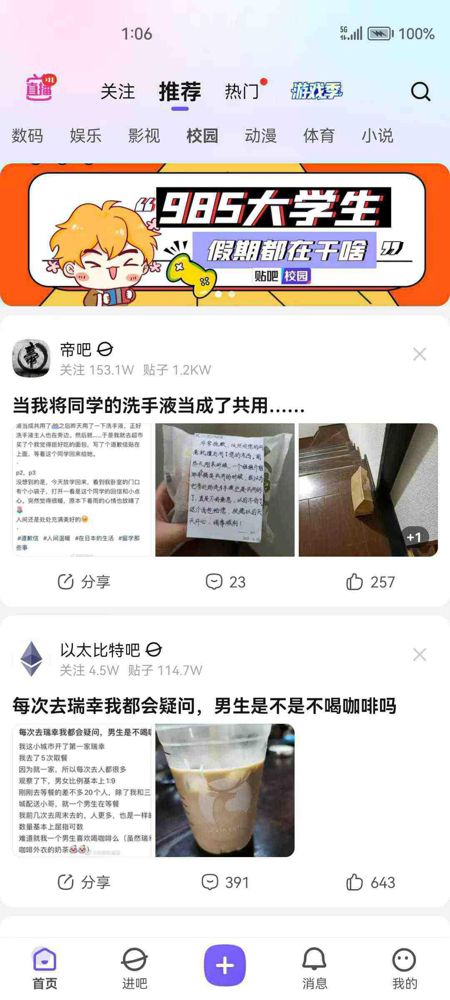 1:06
5G
100%
直播
关注
推荐
热门
游戏季
数码
娱乐
影视
校园
动漫
体育
小说
“985大学生
假期都在干啥”
贴吧 校园
帝吧
关注 153.1W 贴子 1.2KW
当我将同学的洗手液当成了共用……
液当成共用了之后昨天用了一下洗手液，正好
洗手液主人也在旁边。然后就……于是我就去超市
买了个我觉得挺好吃的面包，写了个道歉信贴在
上面，等着这个同学回来给她。
.
p2，p3
没想到的是，今天放学回来，看到我卧室的门口
有个小袋子，打开一看是这个同学的回信和小点
心。突然觉得很暖，原本下着雨的心情也放晴了
人间还是处处充满美好的
.
#道歉信 #人间温暖 #在日本的生活 #留学那
些事
非常抱歉，没经过您的同
意就擅自用了您的东西。前
些天刚来时候，一个姐姐介绍
那个锅是共用的时候，我以为
它旁边的洗手液也是共用的
了，真是不好意思，以后不会了
这个面包给您，祝您以后天
天开心，诸事顺利！
+1
分享
23
257
以太比特吧
关注 4.5W 贴子 114.7W
每次去瑞幸我都会疑问，男生是不是不喝咖啡吗
每次去瑞幸我都会疑问，男生是不喝
我这小城市开了第一家瑞幸
我去了5次取餐
因为就一家，所以每次去人都很多
观察了下，男女比例基本上1:9
刚刚去等餐的差不多20个人，除了我和三
城配送小哥，就一个男生在等餐
我前几次去周末去的，人更多，也是一样
数量基本上屈指可数
难道就我一个男生喜欢喝咖啡么（虽然瑞
咖啡外衣的奶茶）
分享
391
643
首页
进吧
消息
我的